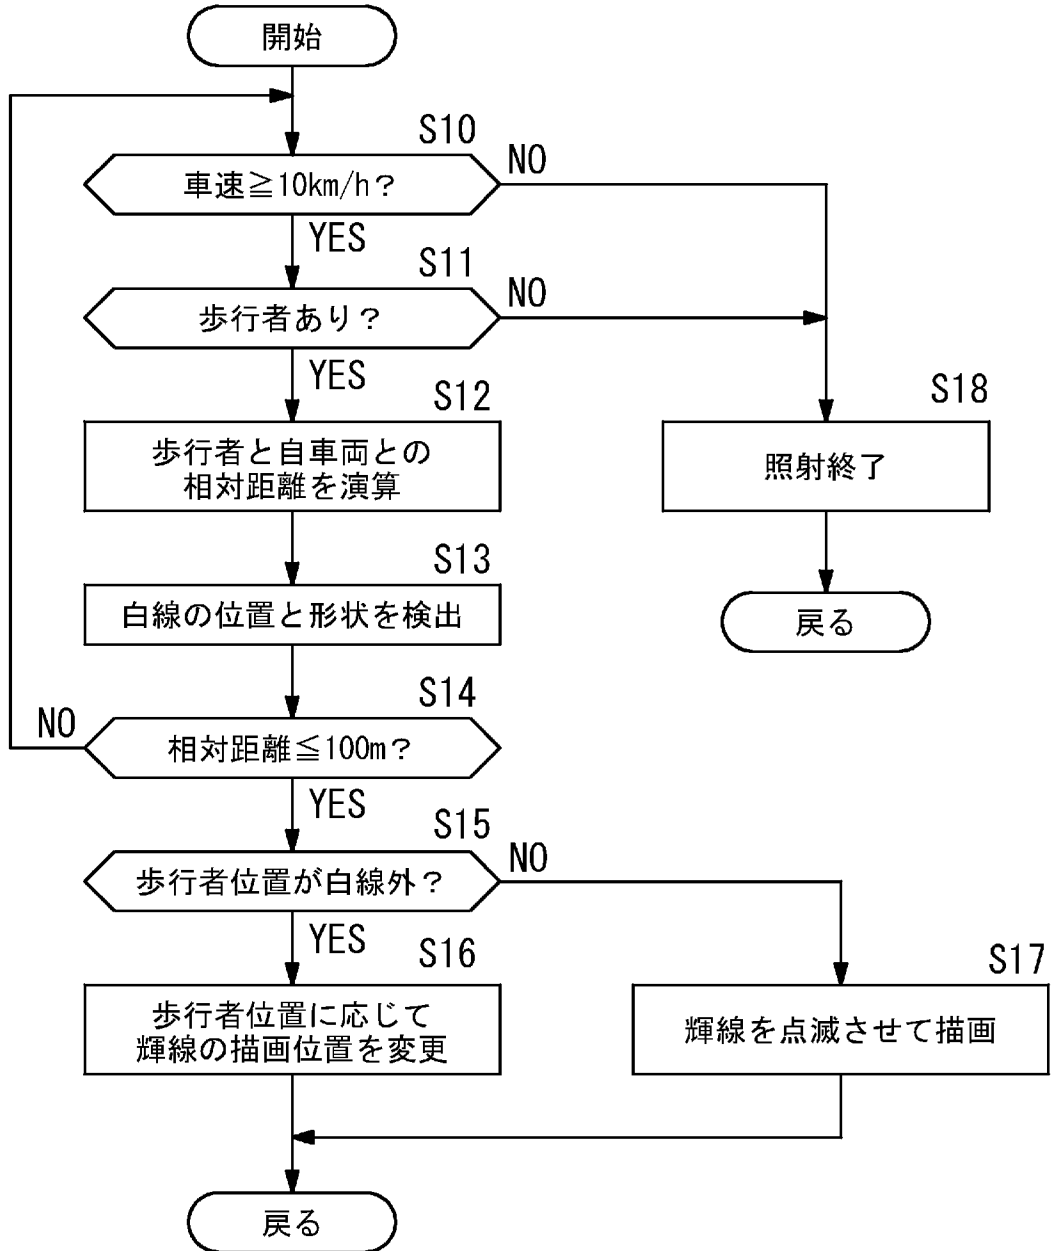 開始
S10
車速≧10km/h?
NO
YES
S11
歩行者あり?
NO
YES
S12
歩行者と自車両との
相対距離を演算
S18
照射終了
S13
白線の位置と形状を検出
戻る
S14
NO
相対距離≦100m?
YES
S15
歩行者位置が白線外?
NO
YES
S16
歩行者位置に応じて
輝線の描画位置を変更
S17
輝線を点滅させて描画
戻る